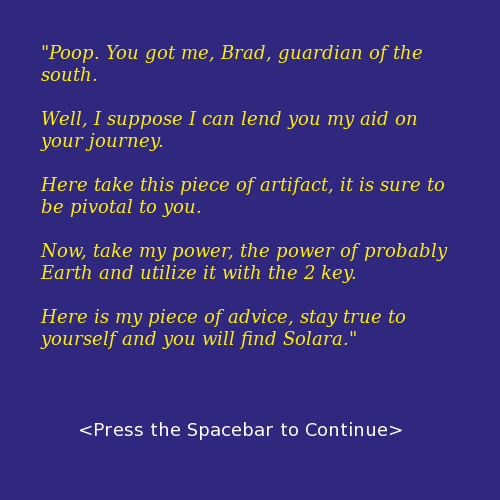 "Poop. You got me, Brad, guardian of the
south.
Well, I suppose I can lend you my aid on
your journey.
Here take this piece of artifact, it is sure to
be pivotal to you.
Now, take my power, the power of probably
Earth and utilize it with the 2 key.
Here is my piece of advice, stay true to
yourself and you will find Solara."
<Press the Spacebar to Continue>